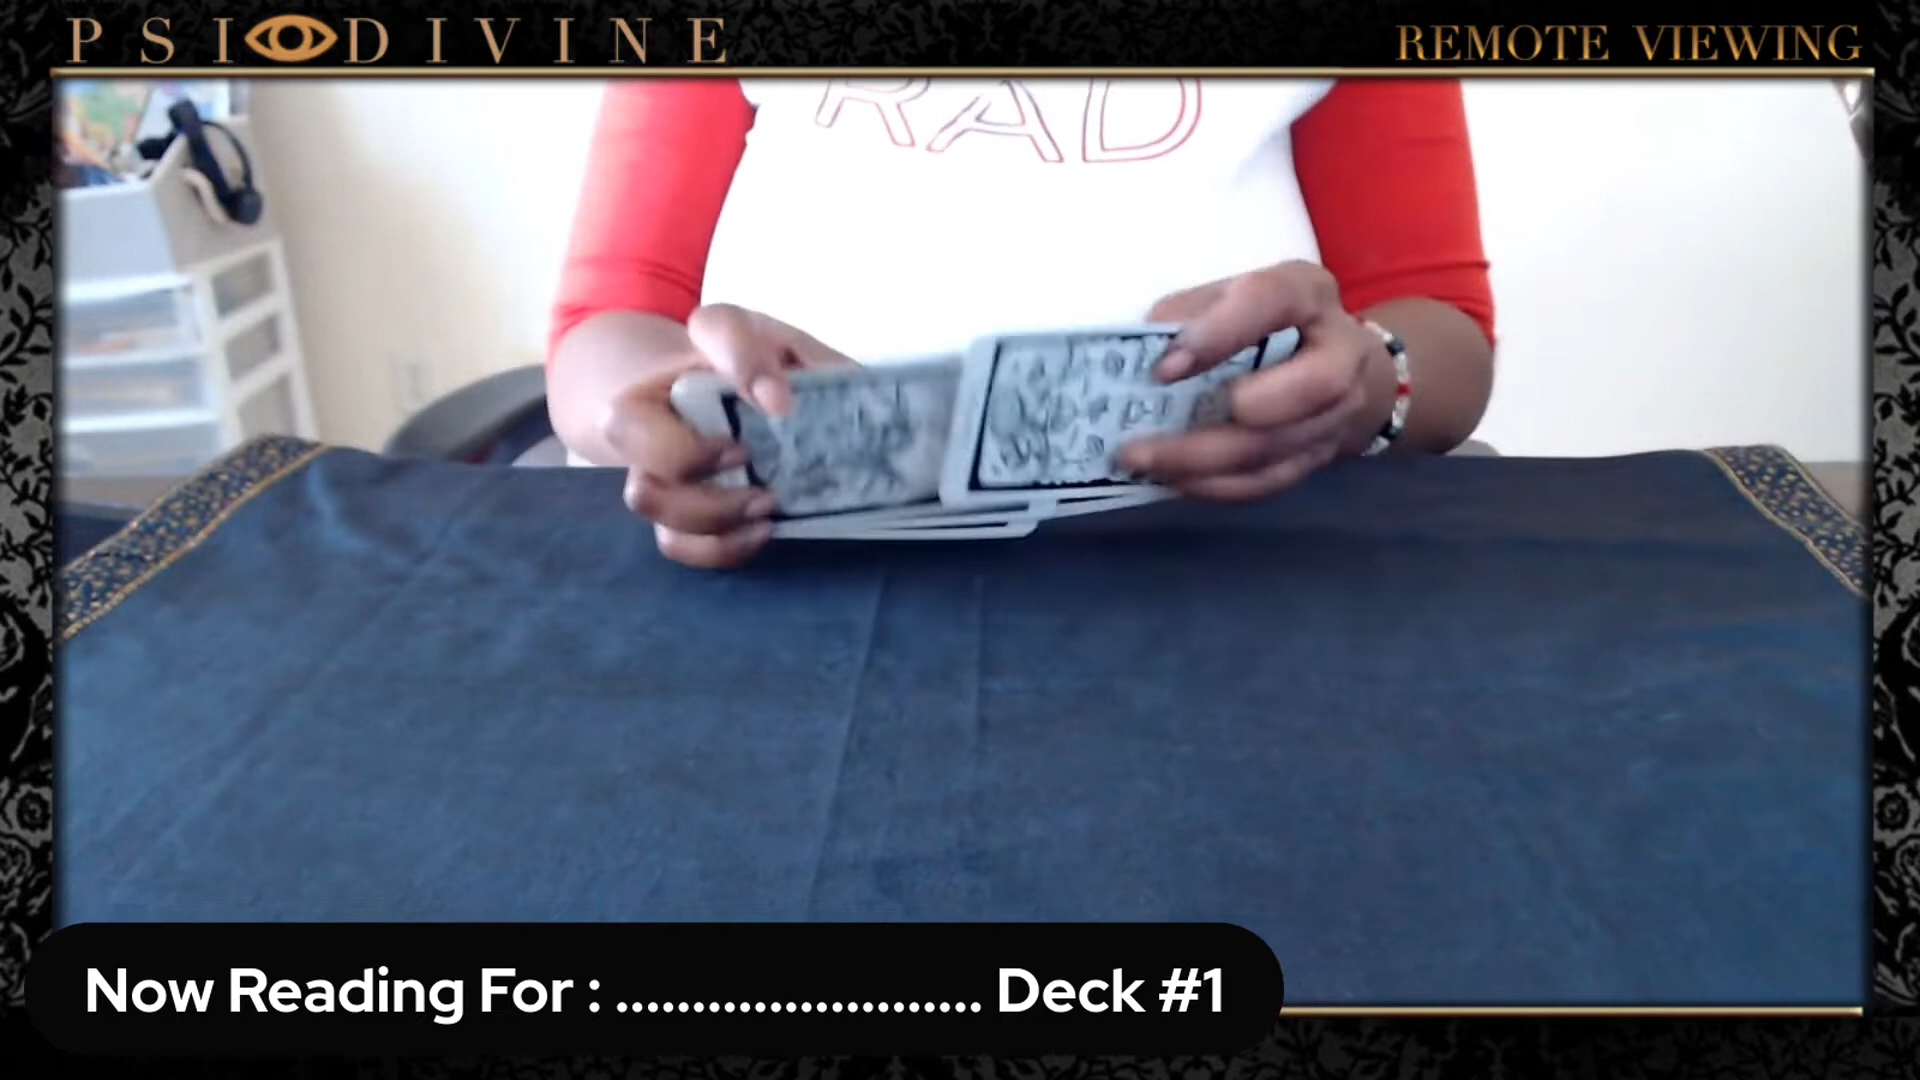 PSI DIVINE
REMOTE VIEWING
RAD
Now Reading For : ........................ Deck #1